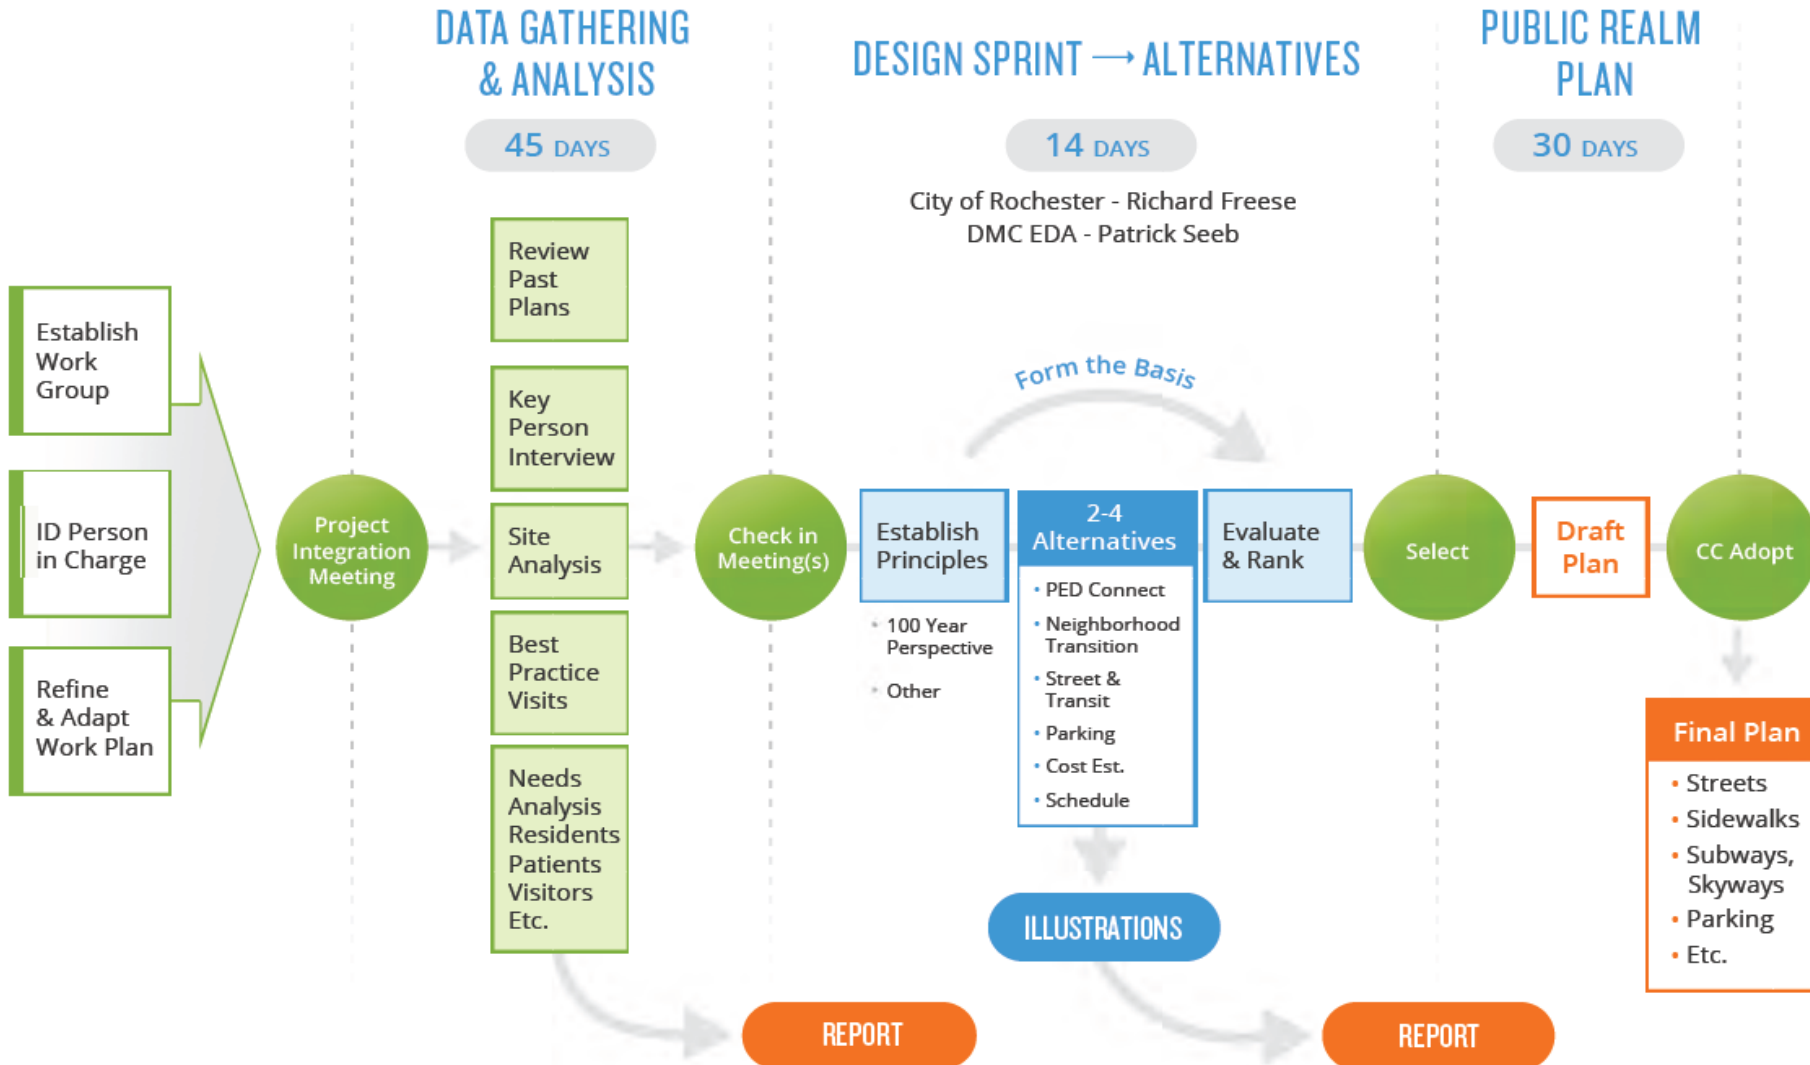 DATA GATHERING
& ANALYSIS
45 DAYS
DESIGN SPRINT → ALTERNATIVES
14 DAYS
City of Rochester - Richard Freese
DMC EDA - Patrick Seeb
PUBLIC REALM
PLAN
30 DAYS
Establish
Work
Group
ID Person
in Charge
Refine
& Adapt
Work Plan
Project
Integration
Meeting
Review
Past
Plans
Key
Person
Interview
Site
Analysis
Best
Practice
Visits
Needs
Analysis
Residents
Patients
Visitors
Etc.
REPORT
Check in
Meeting(s)
Form the Basis
Establish
Principles
• 100 Year
Perspective
• Other
2-4
Alternatives
• PED Connect
• Neighborhood
Transition
• Street &
Transit
• Parking
• Cost Est.
• Schedule
ILLUSTRATIONS
REPORT
Evaluate
& Rank
Select
Draft
Plan
CC Adopt
Final Plan
• Streets
• Sidewalks
• Subways,
Skyways
• Parking
• Etc.